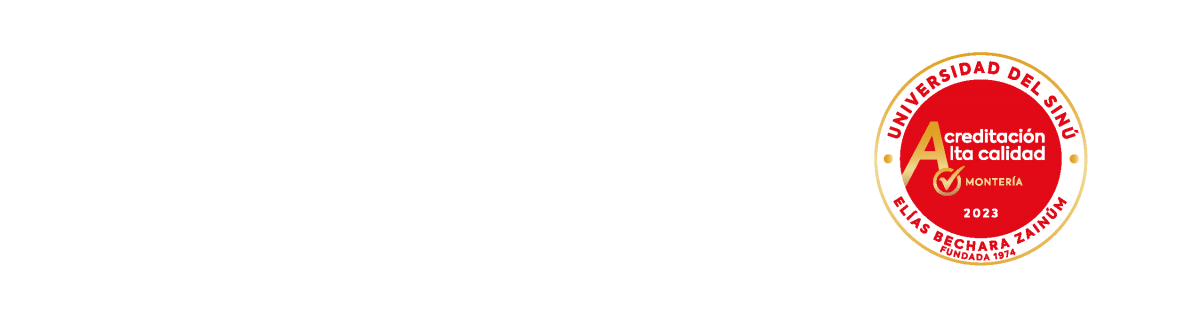 UNIVERSIDAD DEL SINÚ
Acreditación
Alta calidad
MONTERÍA
2023
ELÍAS BECHARA ZAINÚM
FUNDADA 1974